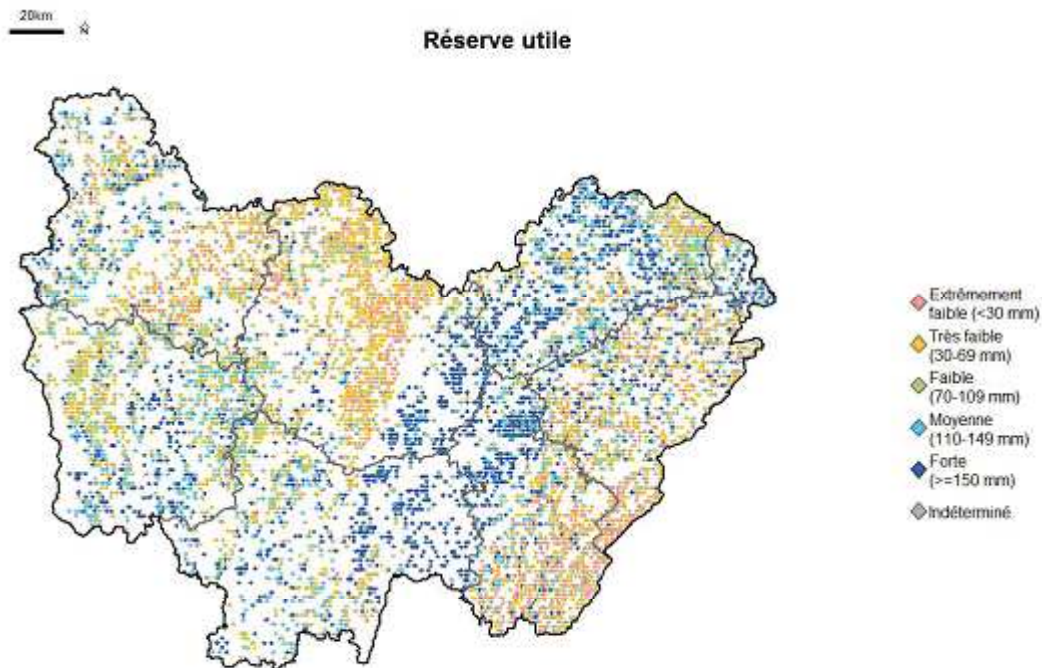 20km
N
Réserve utile
Extrêmement
faible (<30 mm)
Très faible
(30-69 mm)
Faible
(70-109 mm)
Moyenne
(110-149 mm)
Forte
(>=150 mm)
Indéterminé